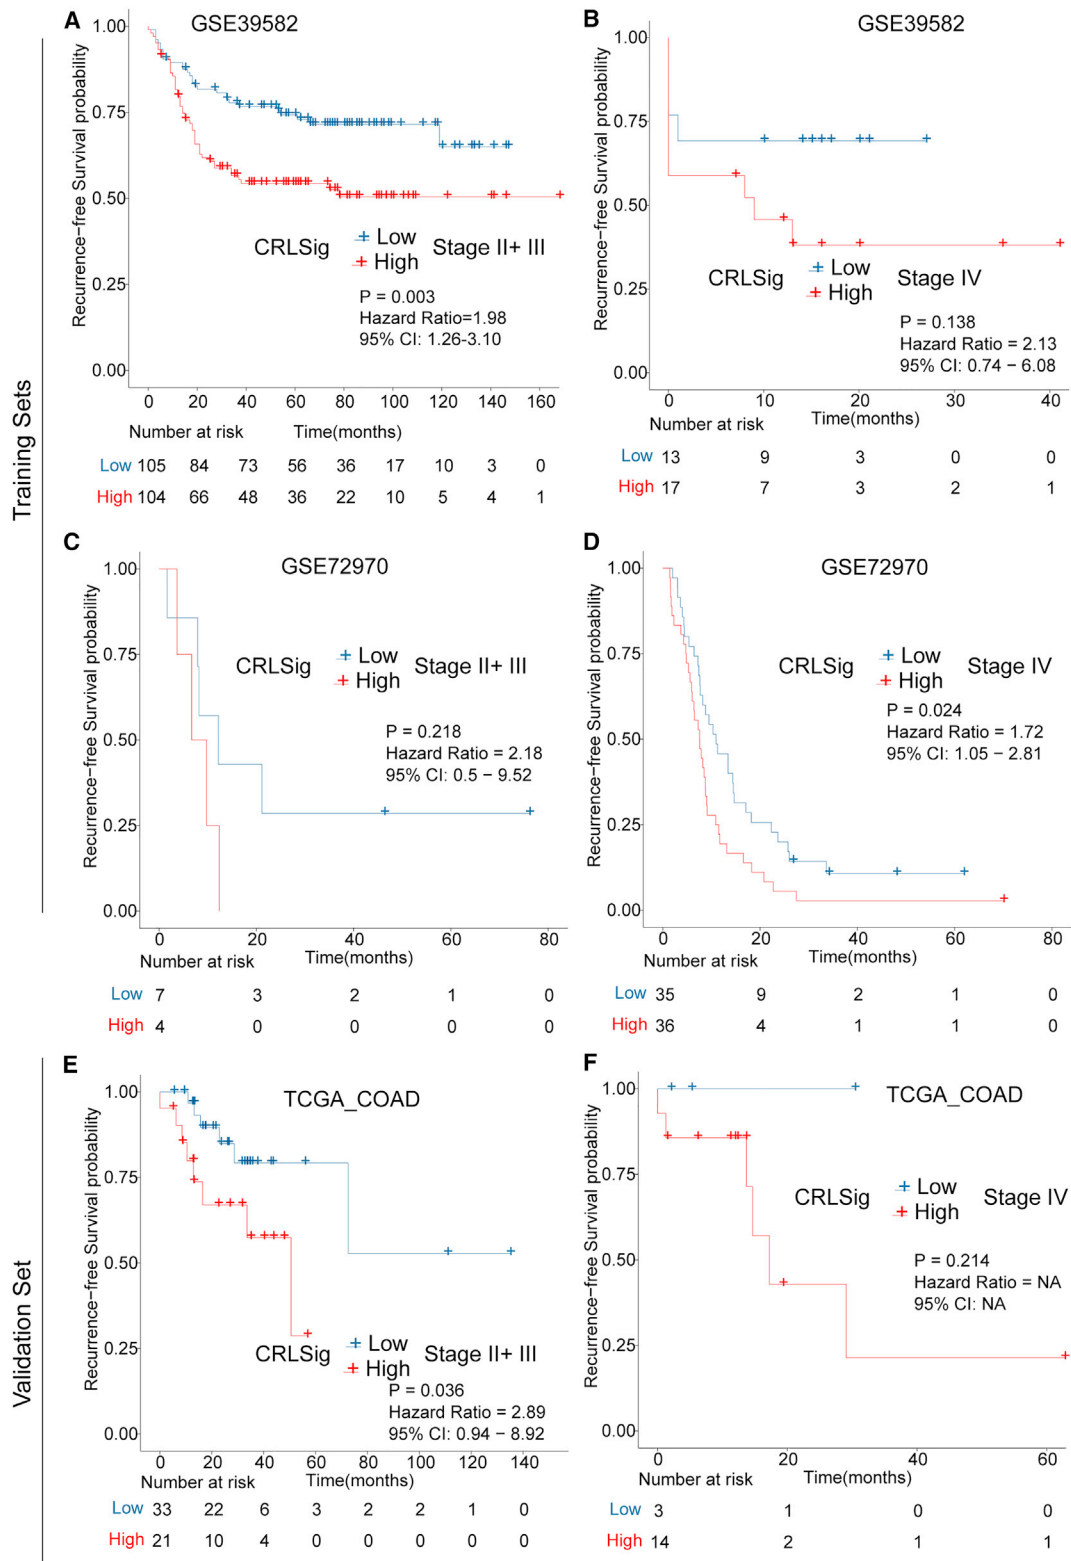 Training Sets
Validation Set
A
GSE39582
Recurrence−free Survival probability
1.00
0.75
0.50
0.25
0.00
CRLSig
Low
High
Stage II+ III
P = 0.003
Hazard Ratio=1.98
95% CI: 1.26-3.10
0 20 40 60 80 100 120 140 160
Number at risk
Time(months)
Low 105 84 73 56 36 17 10 3 0
High 104 66 48 36 22 10 5 4 1
B
GSE39582
Recurrence−free Survival probability
1.00
0.75
0.50
0.25
0.00
CRLSig
Low
High
Stage IV
P = 0.138
Hazard Ratio = 2.13
95% CI: 0.74 − 6.08
0 10 20 30 40
Number at risk
Time(months)
Low 13 9 3 0 0
High 17 7 3 2 1
C
GSE72970
Recurrence−free Survival probability
1.00
0.75
0.50
0.25
0.00
CRLSig
Low
High
Stage II+ III
P = 0.218
Hazard Ratio = 2.18
95% CI: 0.5 − 9.52
0 20 40 60 80
Number at risk
Time(months)
Low 7 3 2 1 0
High 4 0 0 0 0
D
GSE72970
Recurrence−free Survival probability
1.00
0.75
0.50
0.25
0.00
CRLSig
Low
High
Stage IV
P = 0.024
Hazard Ratio = 1.72
95% CI: 1.05 − 2.81
0 20 40 60 80
Number at risk
Time(months)
Low 35 9 2 1 0
High 36 4 1 1 0
E
TCGA_COAD
Recurrence−free Survival probability
1.00
0.75
0.50
0.25
0.00
CRLSig
Low
High
Stage II+ III
P = 0.036
Hazard Ratio = 2.89
95% CI: 0.94 − 8.92
0 20 40 60 80 100 120 140
Number at risk
Time(months)
Low 33 22 6 3 2 2 1 0
High 21 10 4 0 0 0 0 0
F
TCGA_COAD
Recurrence−free Survival probability
1.00
0.75
0.50
0.25
0.00
CRLSig
Low
High
Stage IV
P = 0.214
Hazard Ratio = NA
95% CI: NA
0 20 40 60
Number at risk
Time(months)
Low 3 1 0 0
High 14 2 1 1